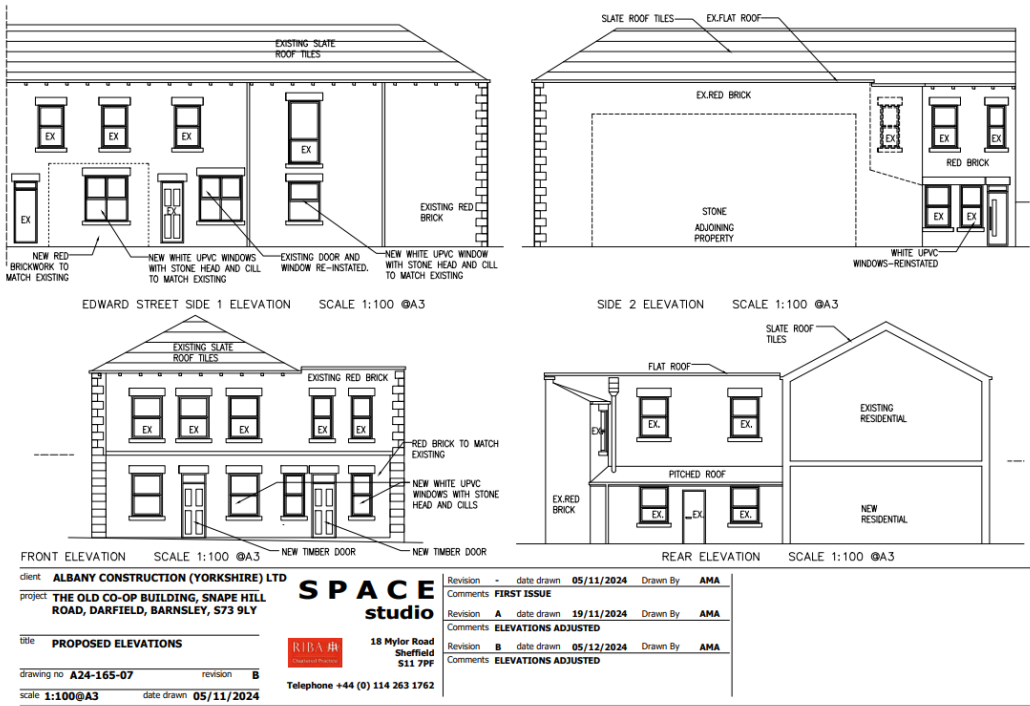 EXISTING SLATE
ROOF TILES
EX
EX
EX
EX
EX
EX
NEW RED
BRICKWORK TO
MATCH EXISTING
NEW WHITE UPVC WINDOWS
WITH STONE HEAD AND CILL
TO MATCH EXISTING
EXISTING DOOR AND
WINDOW RE-INSTATED.
EXISTING RED
BRICK
NEW WHITE UPVC WINDOW
WITH STONE HEAD AND CILL
TO MATCH EXISTING
EDWARD STREET SIDE 1 ELEVATION SCALE 1:100 @A3
SLATE ROOF TILES
EX.FLAT ROOF
EX.RED BRICK
EX
EX
EX
RED BRICK
EX
EX
STONE
ADJOINING
PROPERTY
WHITE UPVC
WINDOWS-REINSTATED
SIDE 2 ELEVATION SCALE 1:100 @A3
EXISTING SLATE
ROOF TILES
EXISTING RED BRICK
EX
EX
EX
EX
EX
RED BRICK TO MATCH
EXISTING
NEW WHITE UPVC
WINDOWS WITH STONE
HEAD AND CILLS
NEW TIMBER DOOR
NEW TIMBER DOOR
FRONT ELEVATION SCALE 1:100 @A3
SLATE ROOF
TILES
FLAT ROOF
EX.
EX.
EX
EXISTING
RESIDENTIAL
PITCHED ROOF
EX.RED
BRICK
EX.
EX.
EX.
NEW
RESIDENTIAL
REAR ELEVATION SCALE 1:100 @A3
client ALBANY CONSTRUCTION (YORKSHIRE) LTD
project THE OLD CO-OP BUILDING, SNAPE HILL
ROAD, DARFIELD, BARNSLEY, S73 9LY
title PROPOSED ELEVATIONS
drawing no A24-165-07 revision B
scale 1:100@A3 date drawn 05/11/2024
SPACE
studio
RIBA
Chartered Practice
18 Mylor Road
Sheffield
S11 7PF
Telephone +44 (0) 114 263 1762
Revision - date drawn 05/11/2024 Drawn By AMA
Comments FIRST ISSUE
Revision A date drawn 19/11/2024 Drawn By AMA
Comments ELEVATIONS ADJUSTED
Revision B date drawn 05/12/2024 Drawn By AMA
Comments ELEVATIONS ADJUSTED